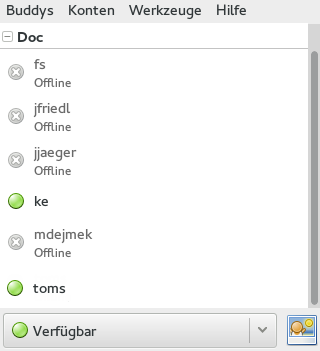 Buddys Konten Werkzeuge Hilfe
Doc
fs
Offline
jfriedl
Offline
jjaeger
Offline
ke
mdejmek
Offline
toms
Verfügbar